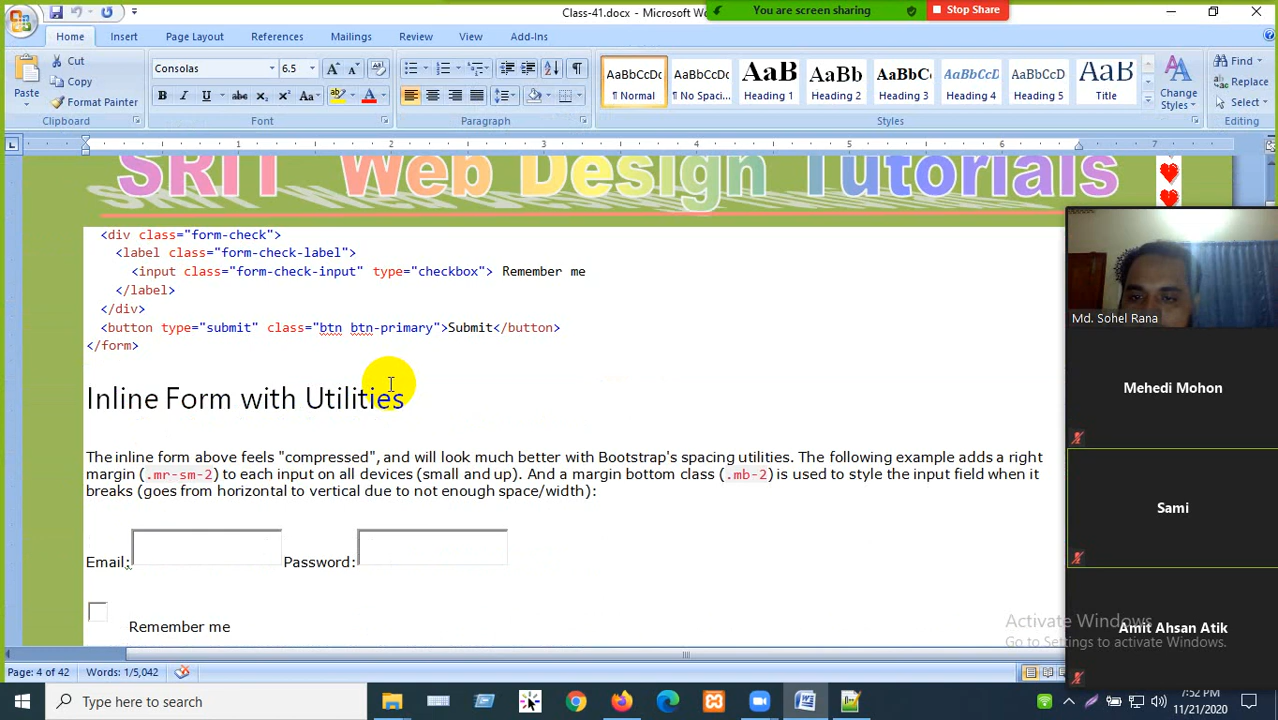 Class-41.docx - Microsoft Wo
You are screen sharing
Stop Share
Home
Insert
Page Layout
References
Mailings
Review
View
Add-Ins
Paste
Cut
Copy
Format Painter
Clipboard
Consolas
6.5
Font
Paragraph
AaBbCcDc
¶ Normal
AaBbCcDc
¶ No Spaci...
AaB
Heading 1
AaBb
Heading 2
AaBbCc
Heading 3
AaBbCcD
Heading 4
AaBbCcD
Heading 5
AaB
Title
Change
Styles
Styles
Find
Replace
Select
Editing
1
2
3
4
5
6
7
SRIT Web Design Tutorials
<div class="form-check">
<label class="form-check-label">
<input class="form-check-input" type="checkbox"> Remember me
</label>
</div>
<button type="submit" class="btn btn-primary">Submit</button>
</form>
Inline Form with Utilities
The inline form above feels "compressed", and will look much better with Bootstrap's spacing utilities. The following example adds a right
margin (.mr-sm-2) to each input on all devices (small and up). And a margin bottom class (.mb-2) is used to style the input field when it
breaks (goes from horizontal to vertical due to not enough space/width):
Email:
Password:
Remember me
Md. Sohel Rana
Mehedi Mohon
Sami
Amit Ahsan Atik
Activate Windows
Go to Settings to activate Windows.
Page: 4 of 42
Words: 1/5,042
Type here to search
7:52 PM
11/21/2020